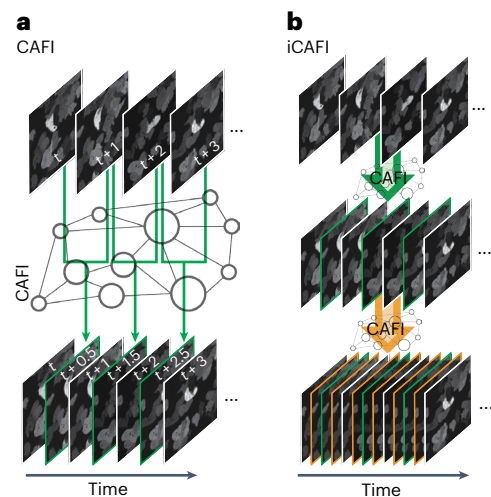 a
CAFI
t
t + 1
t + 2
t + 3
...
CAFI
t
t + 0.5
t + 1
t + 1.5
t + 2
t + 2.5
t + 3
...
Time
b
iCAFI
...
CAFI
...
CAFI
...
Time